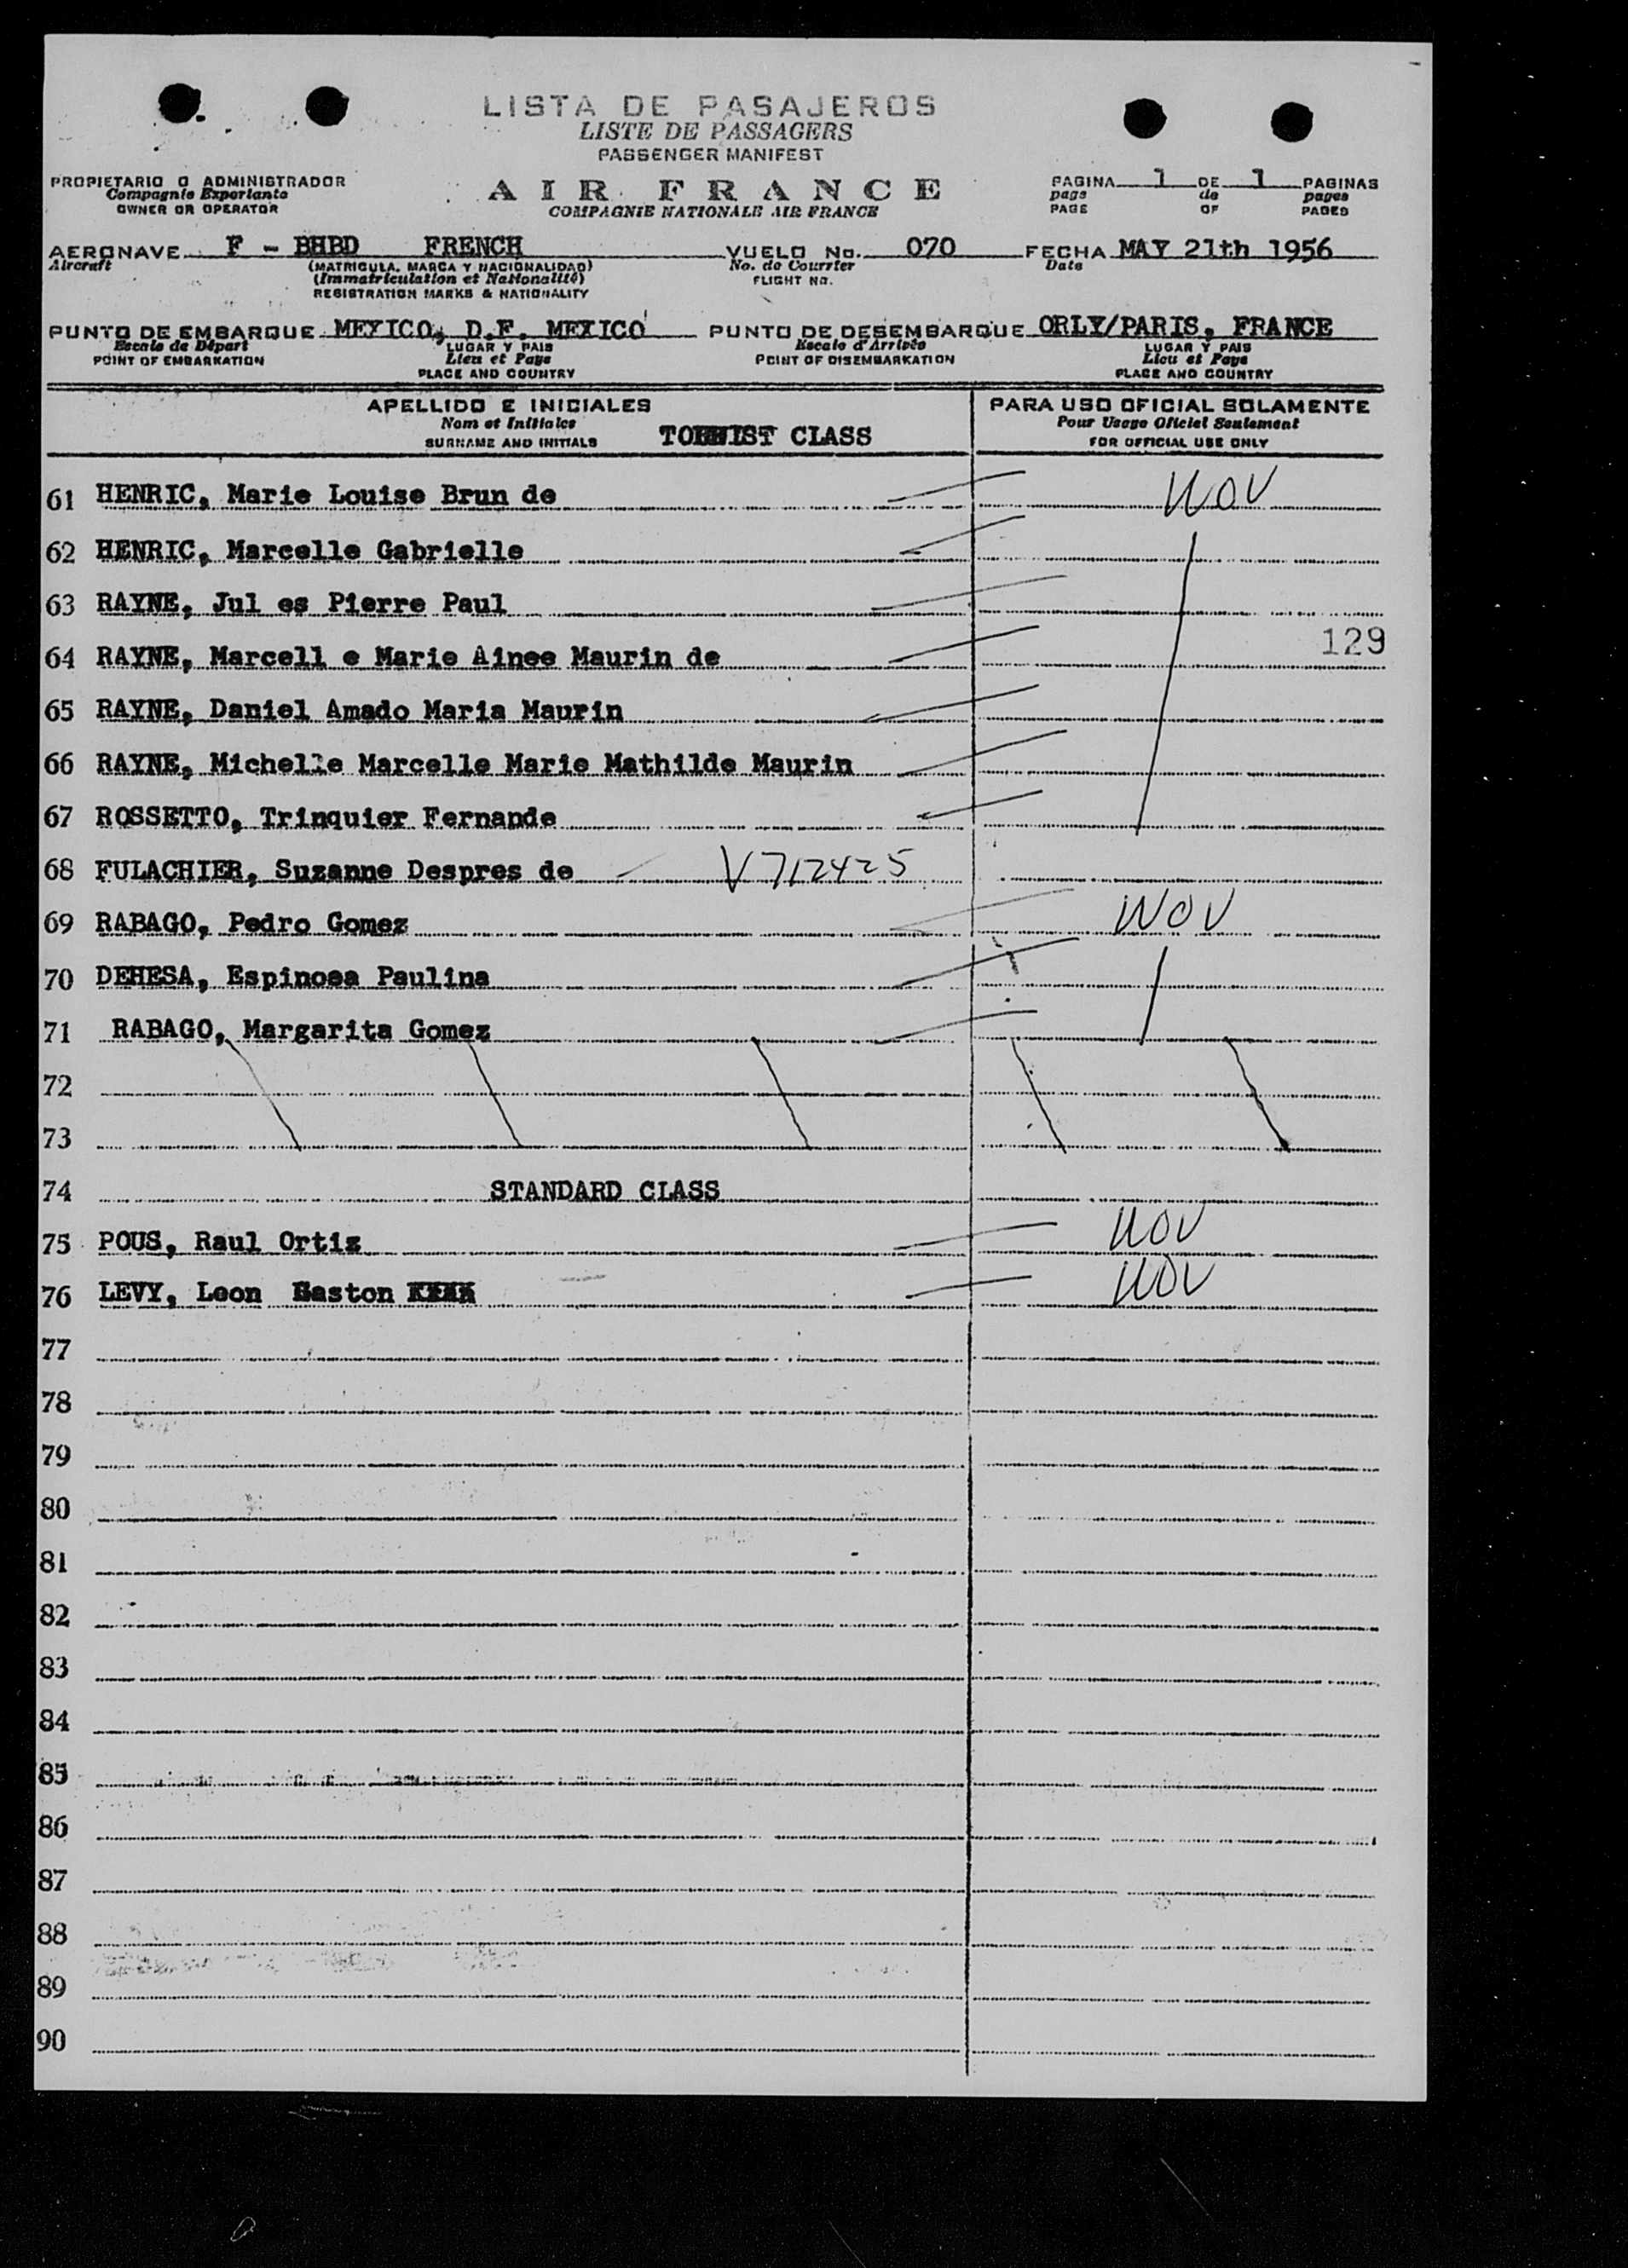 LISTA DE PASAJEROS
LISTE DE PASSAGERS
PASSENGER MANIFEST
PROPIETARIO O ADMINISTRADOR
Compagnie Exportante
OWNER OR OPERATOR
AIR FRANCE
COMPAGNIE NATIONALE AIR FRANCE
PAGINA 1 DE 1 PAGINAS
page de pages
PAGE OF PAGES
AERONAVE F - BHBD FRENCH VUELO No. 070 FECHA MAY 21th 1956
Aircraft (MATRICULA, MARCA Y NACIONALIDAD) No. de Courrier Date
(Immatriculation et Nationalité) FLIGHT No.
REGISTRATION MARKS & NATIONALITY
PUNTO DE EMBARQUE MEXICO, D.F. MEXICO PUNTO DE DESEMBARQUE ORLY/PARIS, FRANCE
Escale de Départ LUGAR Y PAIS Escale d'Arrivée LUGAR Y PAIS
POINT OF EMBARKATION Lieu et Pays POINT OF DISEMBARKATION Lieu et Pays
PLACE AND COUNTRY PLACE AND COUNTRY
APELLIDO E INICIALES PARA USO OFICIAL SOLAMENTE
Nom et Initiales Pour Usage Officiel Seulement
SURNAME AND INITIALS TOURIST CLASS FOR OFFICIAL USE ONLY
61 HENRIC, Marie Louise Brun de WOV
62 HENRIC, Marcelle Gabrielle
63 RAYNE, Jul es Pierre Paul
64 RAYNE, Marcell e Marie Ainee Maurin de 129
65 RAYNE, Daniel Amado Maria Maurin
66 RAYNE, Michelle Marcelle Marie Mathilde Maurin
67 ROSSETTO, Trinquier Fernande
68 FULACHIER, Suzanne Despres de V712425
69 RABAGO, Pedro Gomez WOV
70 DEHESA, Espinosa Paulina
71 RABAGO, Margarita Gomez
72
73
74 STANDARD CLASS
75 POUS, Raul Ortiz WOV
76 LEVY, Leon Gaston WOV
77
78
79
80
81
82
83
84
85
86
87
88
89
90